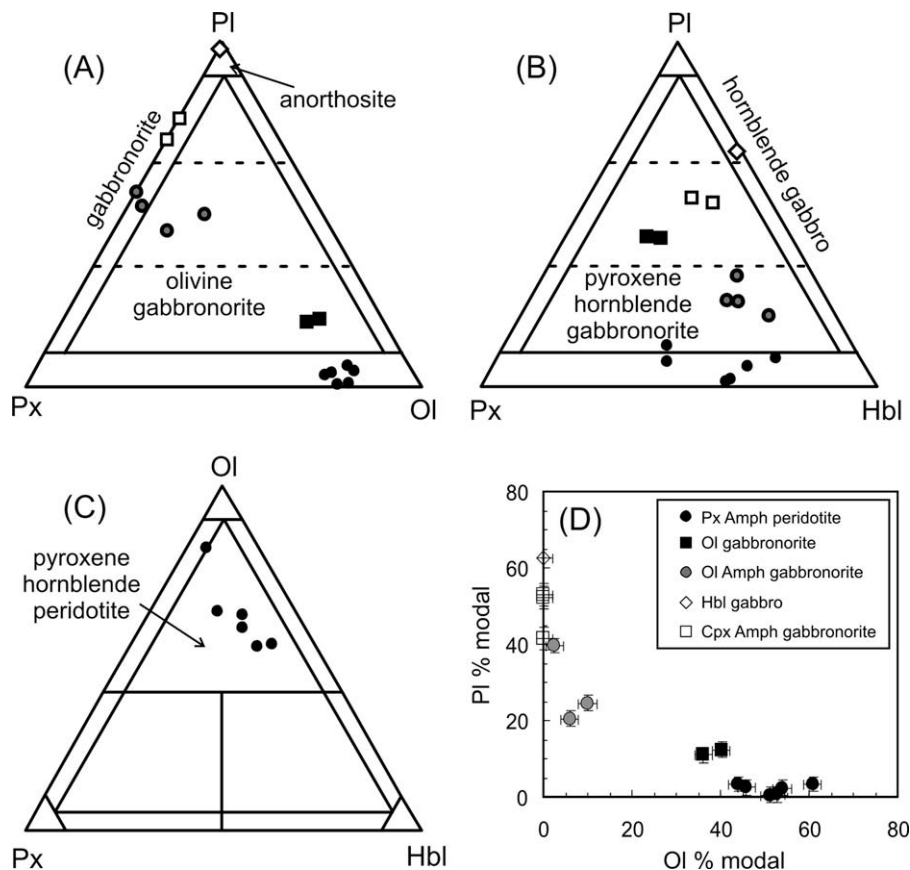 Pl
(A)
anorthosite
gabbronorite
olivine
gabbronorite
Px
Ol
Pl
(B)
hornblende gabbro
pyroxene
hornblende
gabbronorite
Px
Hbl
Ol
(C)
pyroxene
hornblende
peridotite
Px
Hbl
(D)
Px Amph peridotite
Ol gabbronorite
Ol Amph gabbronorite
Hbl gabbro
Cpx Amph gabbronorite
Pl % modal
80
60
40
20
0
0 20 40 60 80
Ol % modal